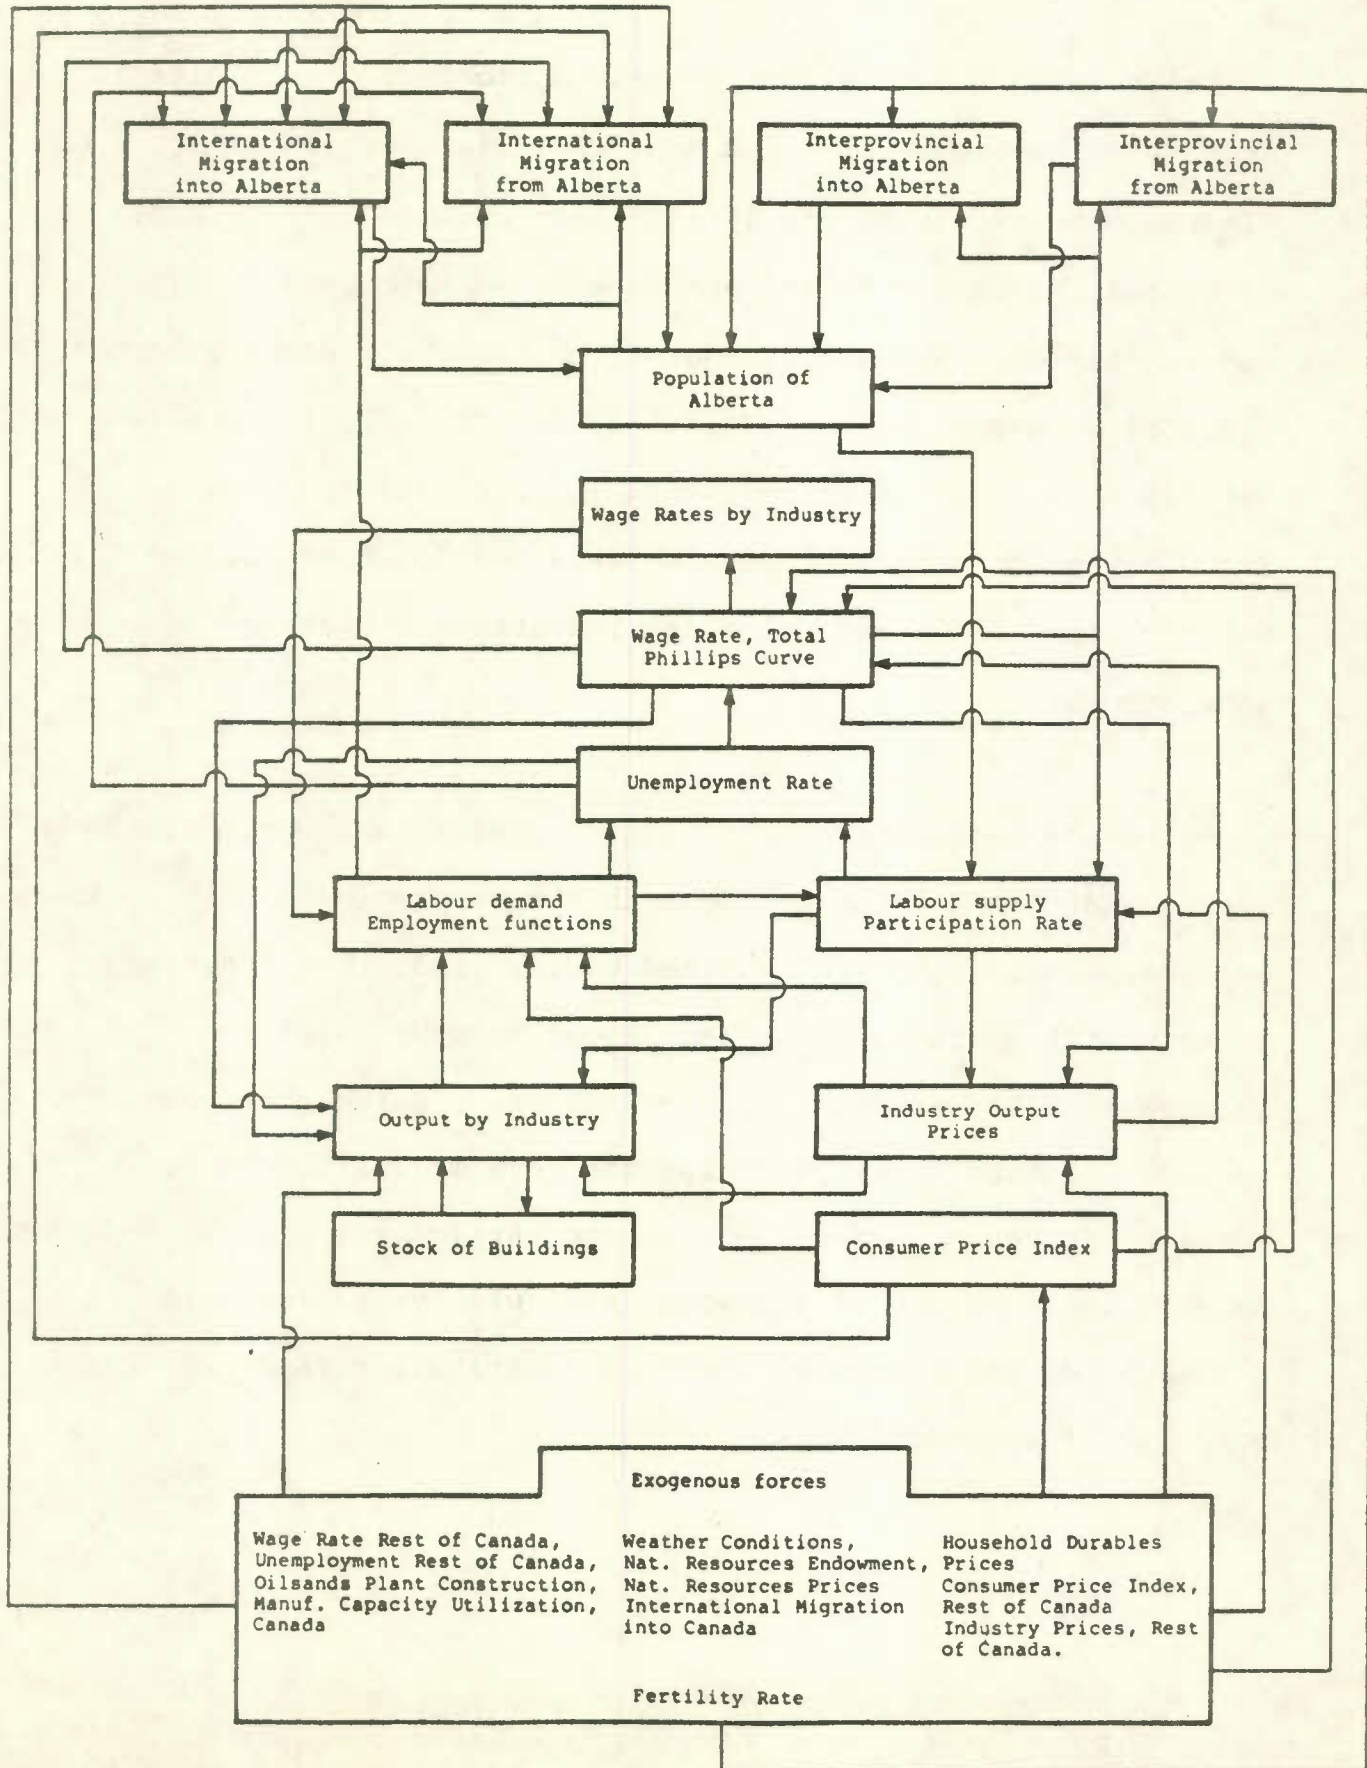 International
Migration
into Alberta
International
Migration
from Alberta
Interprovincial
Migration
into Alberta
Interprovincial
Migration
from Alberta
Population of
Alberta
Wage Rates by Industry
Wage Rate, Total
Phillips Curve
Unemployment Rate
Labour demand
Employment functions
Labour supply
Participation Rate
Output by Industry
Industry Output
Prices
Stock of Buildings
Consumer Price Index
Exogenous forces
Wage Rate Rest of Canada,
Unemployment Rest of Canada,
Oilsands Plant Construction,
Manuf. Capacity Utilization,
Canada
Weather Conditions,
Nat. Resources Endowment,
Nat. Resources Prices
International Migration
into Canada
Household Durables
Prices
Consumer Price Index,
Rest of Canada
Industry Prices, Rest
of Canada.
Fertility Rate